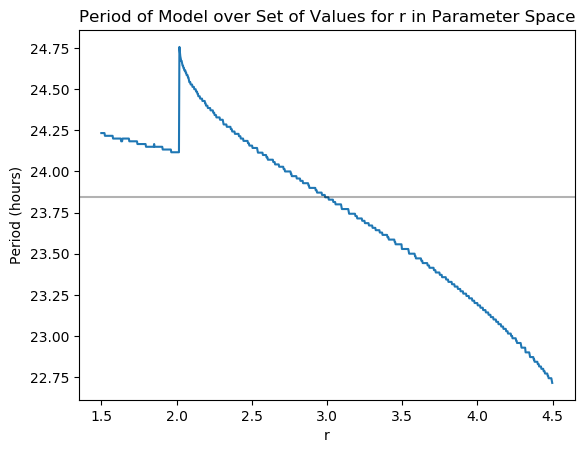 Period of Model over Set of Values for r in Parameter Space
Period (hours)
24.75
24.50
24.25
24.00
23.75
23.50
23.25
23.00
22.75
1.5 2.0 2.5 3.0 3.5 4.0 4.5
r